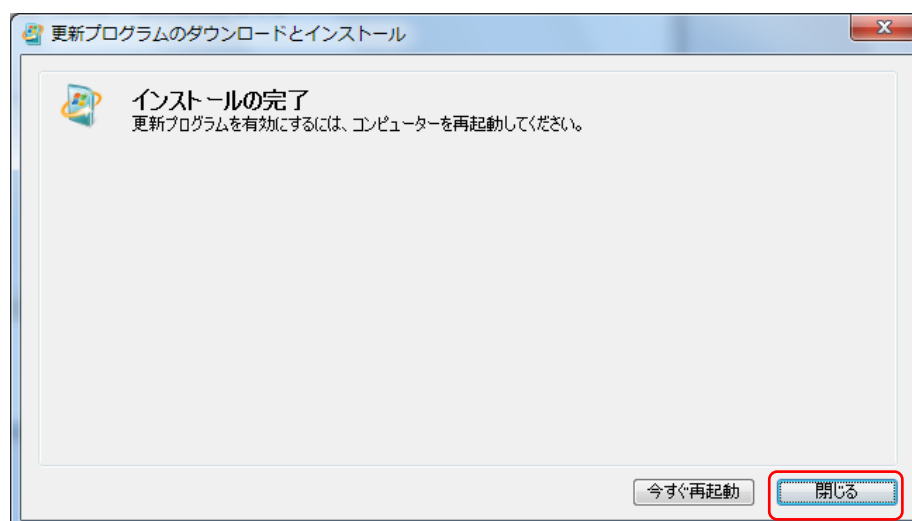 更新プログラムのダウンロードとインストール
x
インストールの完了
更新プログラムを有効にするには、コンピューターを再起動してください。
今すぐ再起動
閉じる